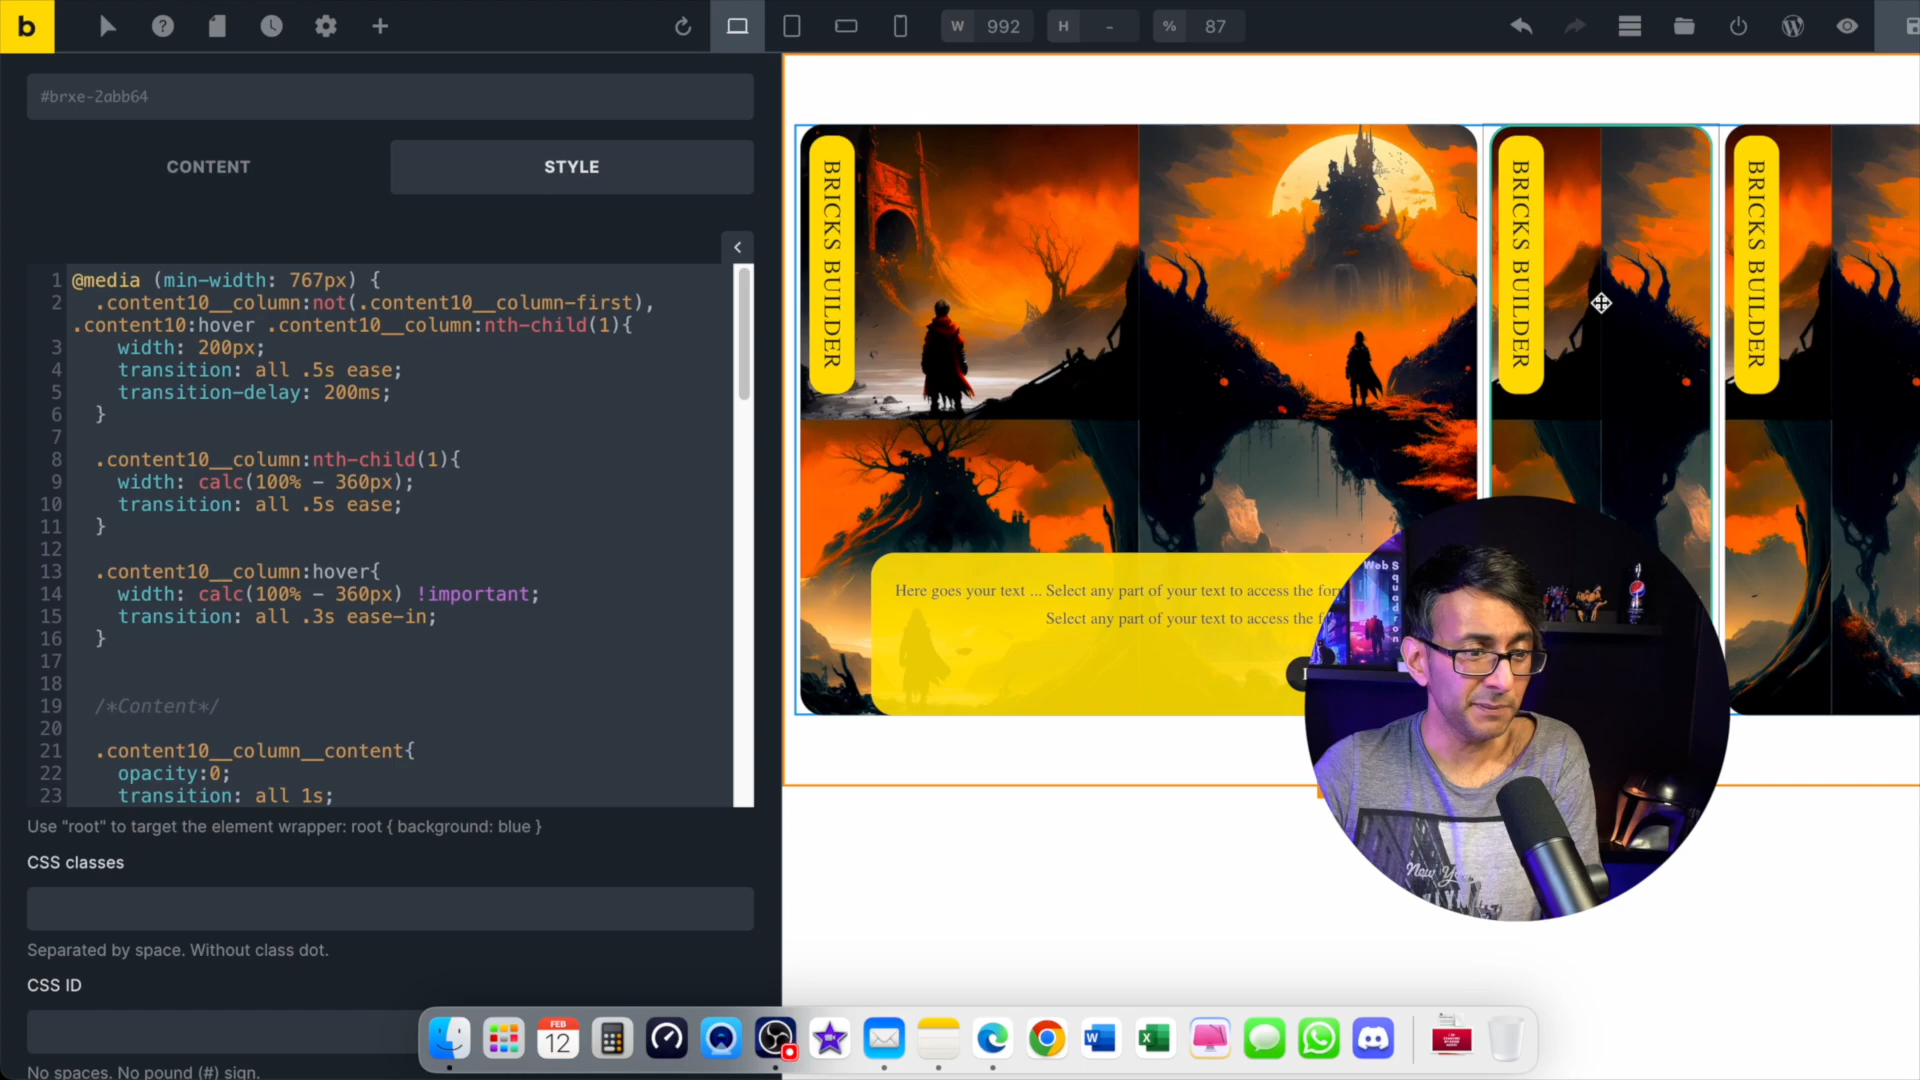 b
W 992
H -
% 87
#brxe-2abb64
CONTENT
STYLE
1 @media (min-width: 767px) {
2 .content10__column:not(.content10__column-first),
.content10:hover .content10__column:nth-child(1){
3 width: 200px;
4 transition: all .5s ease;
5 transition-delay: 200ms;
6 }
7
8 .content10__column:nth-child(1){
9 width: calc(100% - 360px);
10 transition: all .5s ease;
11 }
12
13 .content10__column:hover{
14 width: calc(100% - 360px) !important;
15 transition: all .3s ease-in;
16 }
17
18
19 /*Content*/
20
21 .content10__column__content{
22 opacity:0;
23 transition: all 1s;
Use "root" to target the element wrapper: root { background: blue }
CSS classes
Separated by space. Without class dot.
CSS ID
No spaces. No pound (#) sign.
BRICKS BUILDER
BRICKS BUILDER
BRICKS BUILDER
Here goes your text ... Select any part of your text to access the
Select any part of your text to access the
Web Squadron
New
FEB
12